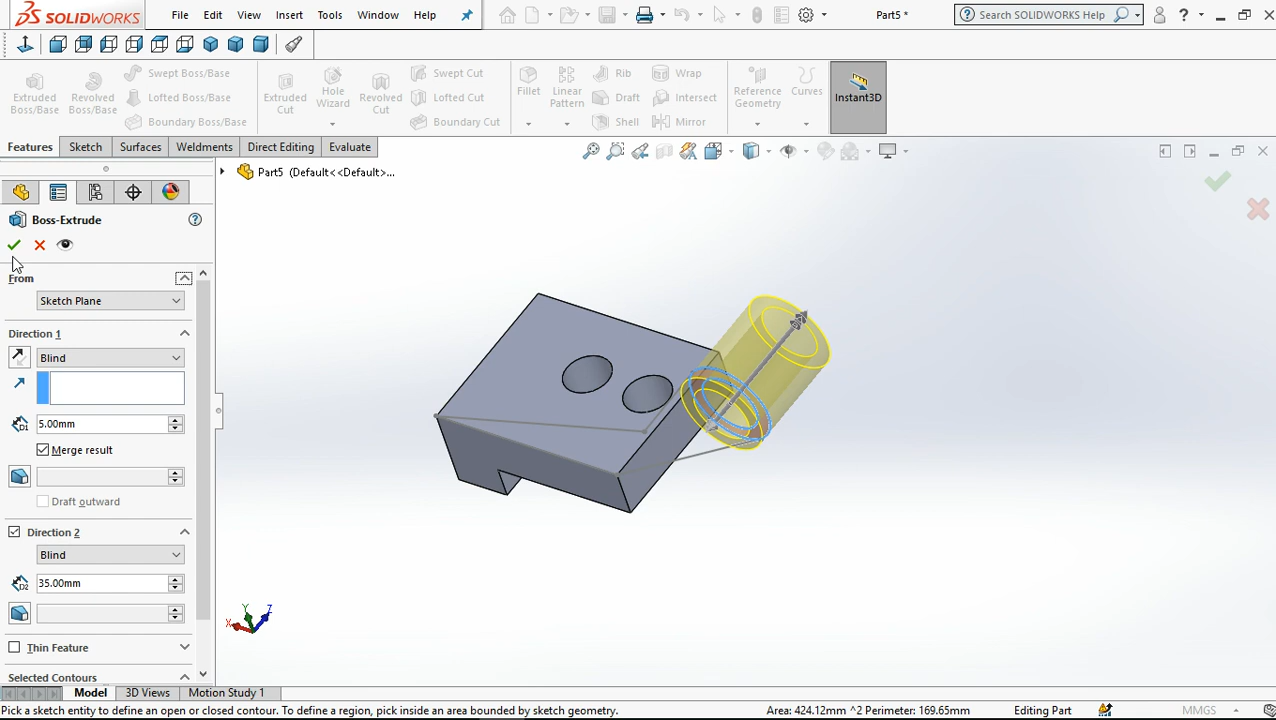 SOLIDWORKS
File Edit View Insert Tools Window Help
Part5 *
Search SOLIDWORKS Help
?
Extruded Boss/Base
Revolved Boss/Base
Swept Boss/Base
Lofted Boss/Base
Boundary Boss/Base
Extruded Cut
Hole Wizard
Revolved Cut
Swept Cut
Lofted Cut
Boundary Cut
Fillet
Linear Pattern
Rib
Draft
Shell
Wrap
Intersect
Mirror
Reference Geometry
Curves
Instant3D
Features Sketch Surfaces Weldments Direct Editing Evaluate
Part5 (Default<<Default>...
Boss-Extrude
?
From
Sketch Plane
Direction 1
Blind
D1
5.00mm
Merge result
Draft outward
Direction 2
Blind
D2
35.00mm
Thin Feature
Selected Contours
X Y Z
Model 3D Views Motion Study 1
Pick a sketch entity to define an open or closed contour. To define a region, pick inside an area bounded by sketch geometry.
Area: 424.12mm ^2 Perimeter: 169.65mm
Editing Part
MMGS